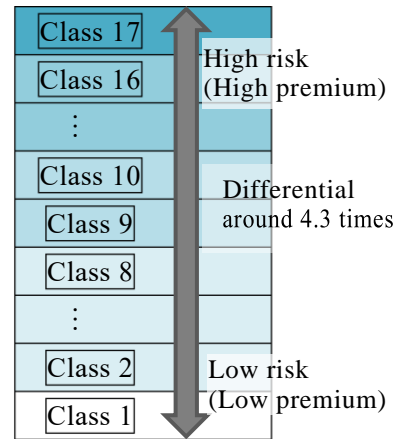 Class 17
High risk
(High premium)
Class 16
⋮
Class 10
Differential
around 4.3 times
Class 9
Class 8
⋮
Class 2
Low risk
(Low premium)
Class 1